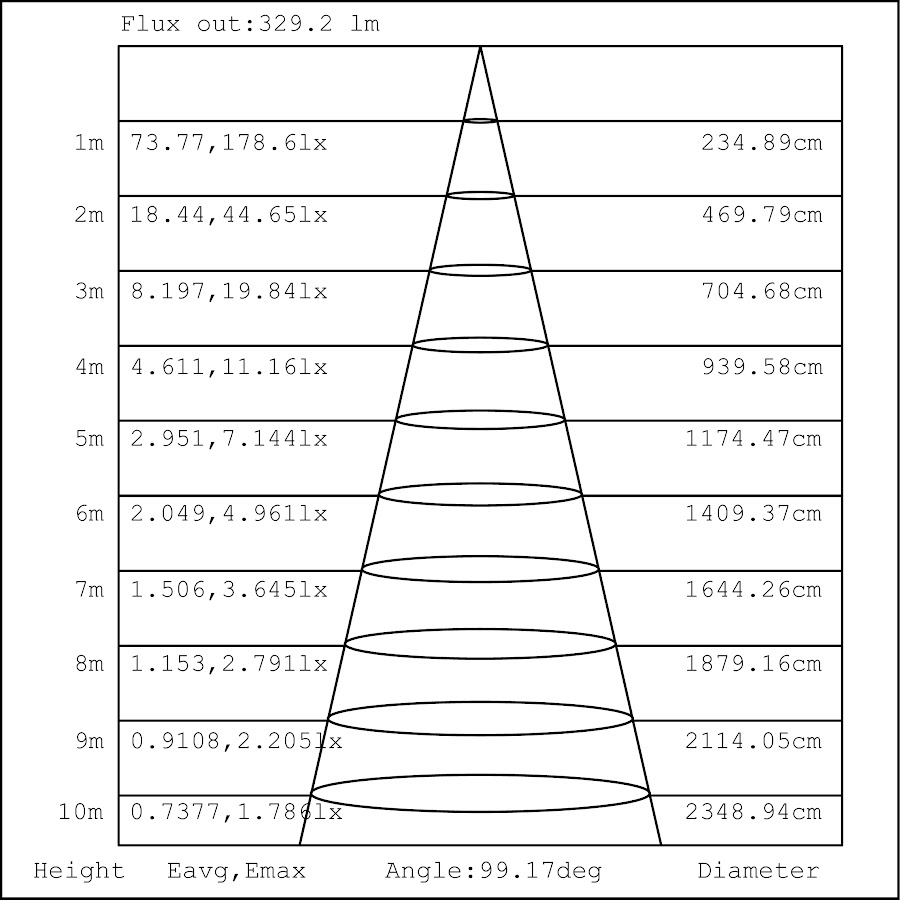 Flux out:329.2 lm
1m 73.77,178.6lx 234.89cm
2m 18.44,44.65lx 469.79cm
3m 8.197,19.84lx 704.68cm
4m 4.611,11.16lx 939.58cm
5m 2.951,7.144lx 1174.47cm
6m 2.049,4.961lx 1409.37cm
7m 1.506,3.645lx 1644.26cm
8m 1.153,2.791lx 1879.16cm
9m 0.9108,2.205lx 2114.05cm
10m 0.7377,1.786lx 2348.94cm
Height Eavg,Emax Angle:99.17deg Diameter